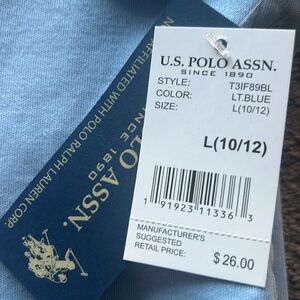 U.S. POLO ASSN.
SINCE 1890
STYLE: T3IF89BL
COLOR: LT.BLUE
SIZE: L(10/12)
L(10/12)
1 91923 11336 3
MANUFACTURER'S
SUGGESTED
RETAIL PRICE: $26.00
NOT AFFILIATED WITH POLO RALPH LAUREN CORP.
POLO ASSN.
SINCE 1890